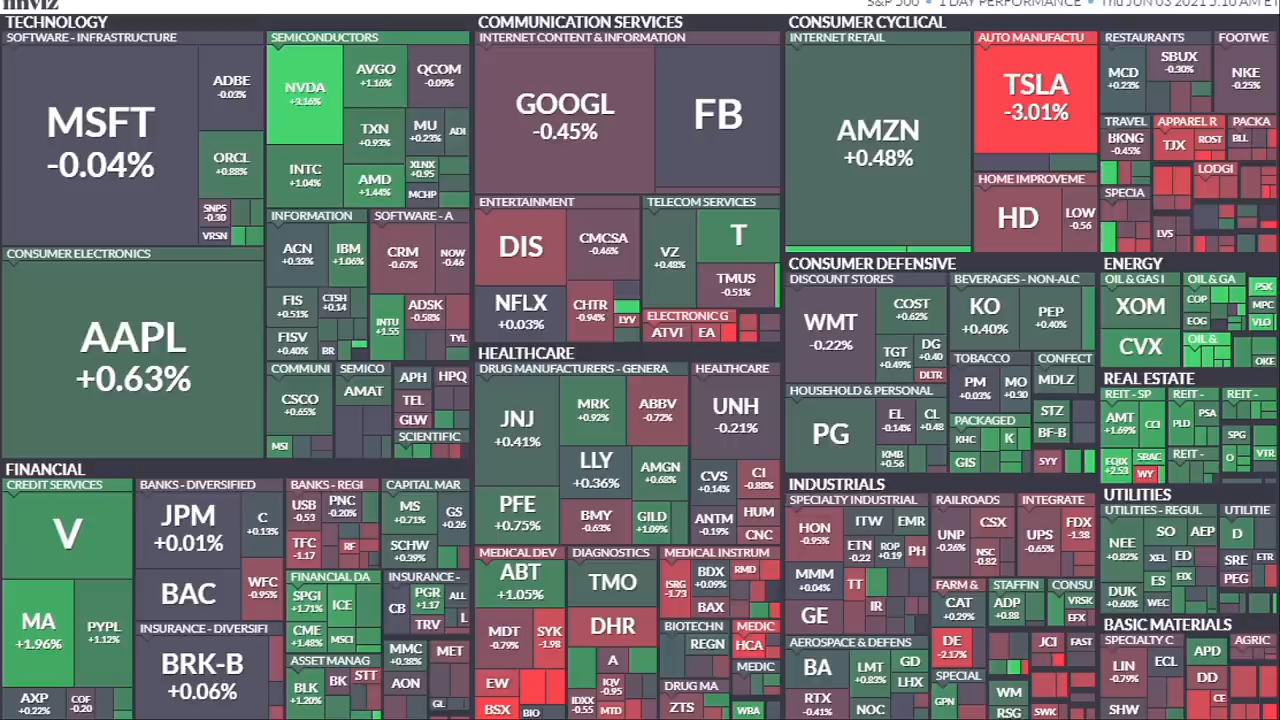 finviz
S&P 500 • 1 DAY PERFORMANCE • Thu JUN 03 2021 5:10 AM ET
TECHNOLOGY
SOFTWARE - INFRASTRUCTURE
MSFT
-0.04%
ADBE
-0.03%
ORCL
+0.88%
SNPS
-0.30
VRSN
SEMICONDUCTORS
NVDA
AVGO
+1.16%
QCOM
-0.09%
TXN
+0.93%
MU
+0.23%
ADI
INTC
+1.04%
AMD
+1.44%
XLNX
+0.95
MCHP
CONSUMER ELECTRONICS
AAPL
+0.63%
INFORMATION
ACN
+0.33%
IBM
+1.06%
FIS
+0.51%
CTSH
+0.14
FISV
+0.40%
BR
SOFTWARE - A
CRM
-0.67%
NOW
-0.46
INTU
+1.55
ADSK
-0.58%
TYL
COMMUNI
CSCO
+0.65%
MSI
SEMICO
AMAT
APH
HPQ
TEL
GLW
SCIENTIFIC
COMMUNICATION SERVICES
INTERNET CONTENT & INFORMATION
GOOGL
-0.45%
FB
ENTERTAINMENT
DIS
CMCSA
-0.46%
NFLX
+0.03%
CHTR
-0.94%
LYV
TELECOM SERVICES
VZ
+0.48%
T
TMUS
-0.51%
ELECTRONIC G
ATVI
EA
CONSUMER CYCLICAL
INTERNET RETAIL
AMZN
+0.48%
AUTO MANUFACTU
TSLA
-3.01%
HOME IMPROVEME
HD
LOW
-0.56
RESTAURANTS
MCD
+0.23%
SBUX
-0.30%
FOOTWE
NKE
-0.25%
TRAVEL
BKNG
-0.45%
APPAREL R
TJX
ROST
PACKA
BLL
SPECIA
LODGI
LVS
CONSUMER DEFENSIVE
DISCOUNT STORES
WMT
-0.22%
COST
+0.62%
TGT
+0.49%
DG
+0.40
DLTR
BEVERAGES - NON-ALC
KO
+0.40%
PEP
+0.40%
TOBACCO
PM
+0.03%
MO
+0.30
CONFECT
MDLZ
HOUSEHOLD & PERSONAL
PG
EL
-0.14%
CL
+0.48
KMB
+0.56
PACKAGED
KHC
K
GIS
STZ
BF-B
SYY
ENERGY
OIL & GAS I
XOM
CVX
OIL & GA
COP
EOG
PSX
MPC
VLO
OIL &
OKE
REAL ESTATE
REIT - SP
AMT
+1.69%
CCI
EQIX
+2.53
SBAC
WY
REIT -
PLD
PSA
REIT -
SPG
REIT -
O
VTR
HEALTHCARE
DRUG MANUFACTURERS - GENERA
JNJ
+0.41%
MRK
+0.92%
ABBV
-0.72%
LLY
+0.36%
AMGN
+0.68%
PFE
+0.75%
BMY
-0.63%
GILD
+1.09%
HEALTHCARE
UNH
-0.21%
CVS
+0.14%
CI
-0.88%
ANTM
-0.19%
HUM
CNC
MEDICAL DEV
ABT
+1.05%
MDT
-0.79%
SYK
-1.98
EW
BSX
BIO
DIAGNOSTICS
TMO
DHR
A
IQV
-0.95
IDXX
-0.55
MTD
MEDICAL INSTRUM
ISRG
-1.73
BDX
+0.09%
RMD
BAX
BIOTECHN
REGN
MEDIC
HCA
MEDIC
DRUG MA
ZTS
WBA
FINANCIAL
CREDIT SERVICES
V
MA
+1.96%
PYPL
+1.12%
AXP
+0.22%
COF
-0.20
BANKS - DIVERSIFIED
JPM
+0.01%
C
+0.13%
BAC
WFC
-0.95%
INSURANCE - DIVERSIFI
BRK-B
+0.06%
BANKS - REGI
USB
-0.53
PNC
-0.20%
TFC
-1.17
RF
CAPITAL MAR
MS
+0.71%
GS
+0.26
SCHW
+0.39%
FINANCIAL DA
SPGI
+1.71%
ICE
CME
+1.48%
MSCI
INSURANCE -
CB
PGR
+1.17
ALL
TRV
L
ASSET MANAG
BLK
+1.20%
BK
STT
MMC
+0.38%
MET
AON
GL
INDUSTRIALS
SPECIALTY INDUSTRIAL
HON
-0.95%
ITW
EMR
ETN
-0.22
ROP
+0.19
PH
MMM
+0.04%
TT
GE
IR
RAILROADS
UNP
-0.26%
CSX
NSC
-0.82
INTEGRATE
UPS
-0.65%
FDX
-1.38
FARM &
CAT
+0.29%
DE
-2.17%
STAFFIN
ADP
+0.88
CONSU
VRSK
EFX
AEROSPACE & DEFENS
BA
LMT
+0.83%
GD
LHX
RTX
-0.41%
NOC
SPECIAL
GPN
JCI
FAST
WM
RSG
SWK
UTILITIES
UTILITIES - REGUL
NEE
+0.82%
SO
AEP
XEL
ED
DUK
+0.60%
ES
EIX
WEC
UTILITIE
D
SRE
ETR
PEG
BASIC MATERIALS
SPECIALTY C
LIN
-0.79%
ECL
SHW
APD
DD
CE
AGRIC